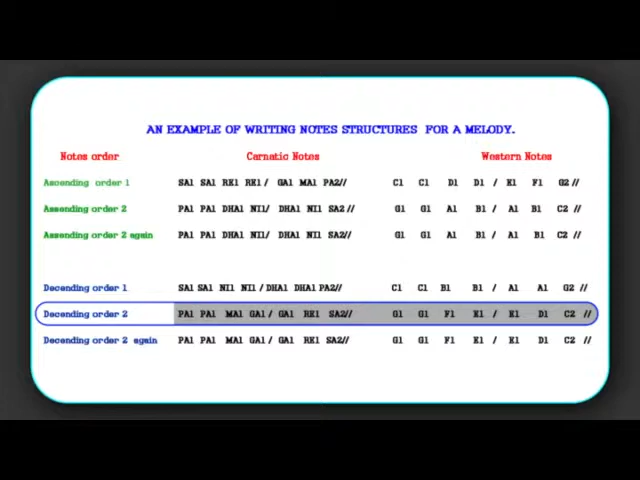 AN EXAMPLE OF WRITING NOTES STRUCTURES FOR A MELODY.
Notes order Carnatic Notes Western Notes
Ascending order 1 SA1 SA1 RE1 RE1 / GA1 MA1 PA2// C1 C1 D1 D1 / E1 F1 G2 //
Assending order 2 PA1 PA1 DHA1 NI1/ DHA1 NI1 SA2 // G1 G1 A1 B1 / A1 B1 C2 //
Assending order 2 again PA1 PA1 DHA1 NI1/ DHA1 NI1 SA2// G1 G1 A1 B1 / A1 B1 C2 //
Decending order 1 SA1 SA1 NI1 NI1 / DHA1 DHA1 PA2// C1 C1 B1 B1 / A1 A1 G2 //
Decending order 2 PA1 PA1 MA1 GA1 / GA1 RE1 SA2// G1 G1 F1 E1 / E1 D1 C2 //
Decending order 2 again PA1 PA1 MA1 GA1 / GA1 RE1 SA2// G1 G1 F1 E1 / E1 D1 C2 //